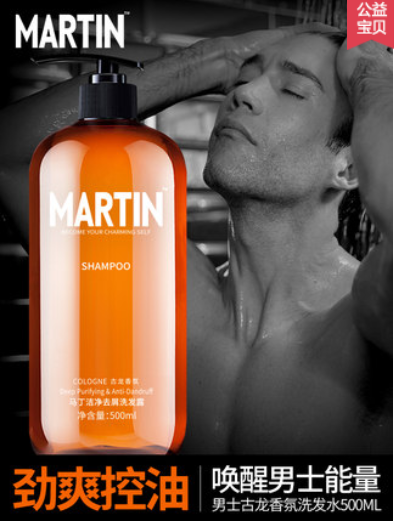 MARTIN™
公益
宝贝
MARTIN™
BECOME YOUR CHARMING SELF
SHAMPOO
COLOGNE 古龙香氛
Deep Purifying & Anti-Dandruff
马丁洁净去屑洗发露
净含量:500ml
劲爽控油
唤醒男士能量
男士古龙香氛洗发水500ML